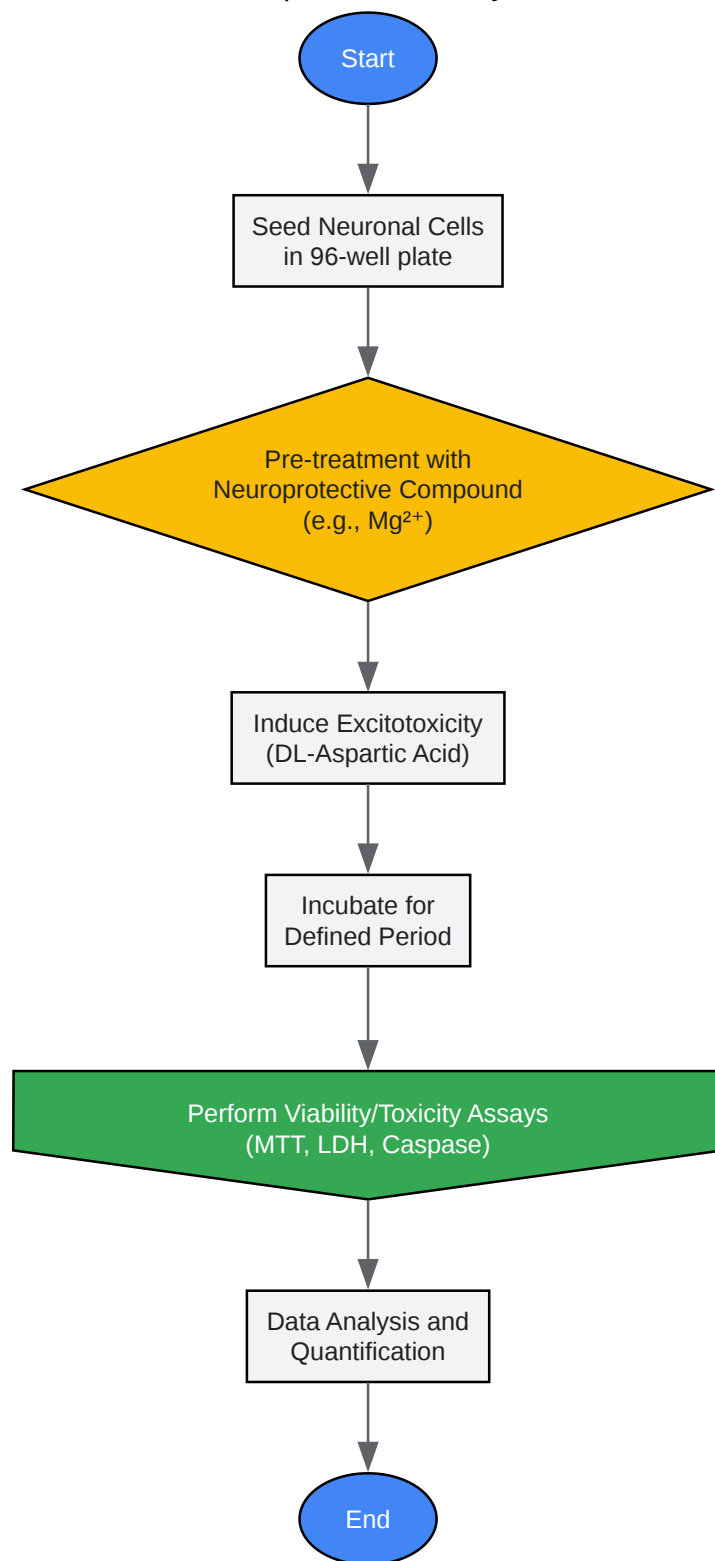 Start
Seed Neuronal Cells
in 96-well plate
Pre-treatment with
Neuroprotective Compound
(e.g., Mg²⁺)
Induce Excitotoxicity
(DL-Aspartic Acid)
Incubate for
Defined Period
Perform Viability/Toxicity Assays
(MTT, LDH, Caspase)
Data Analysis and
Quantification
End